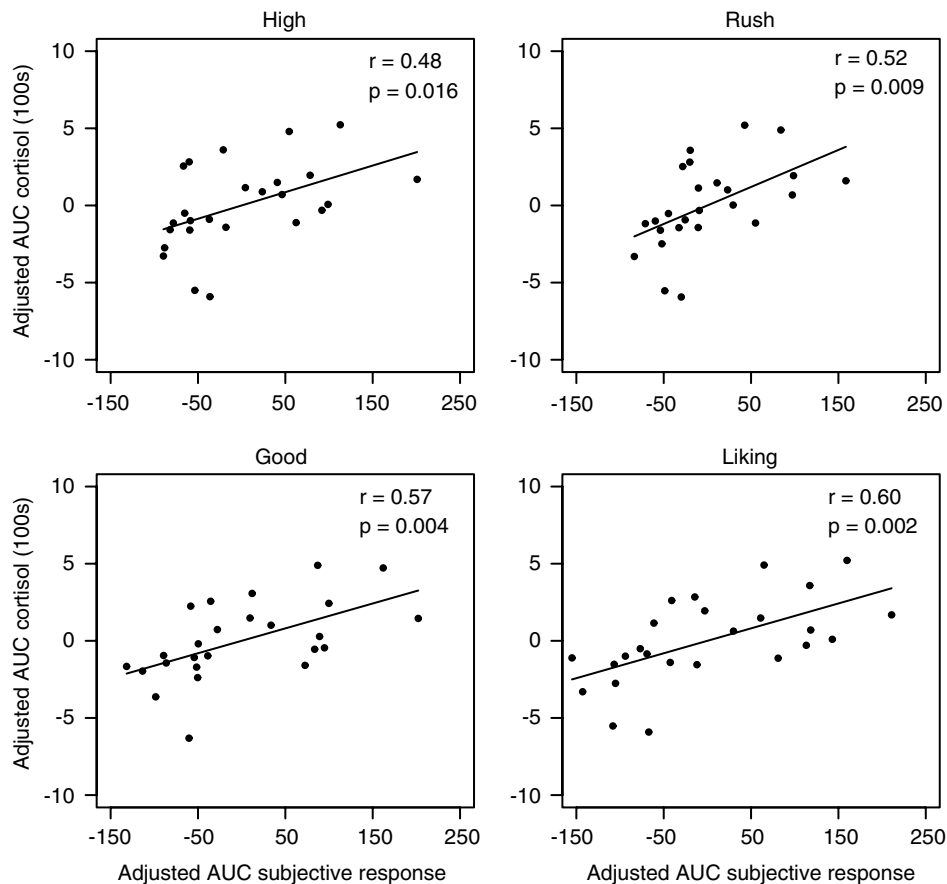 High
r = 0.48
p = 0.016
Adjusted AUC cortisol (100s)
10
5
0
-5
-10
-150
-50
50
150
250
Rush
r = 0.52
p = 0.009
10
5
0
-5
-10
-150
-50
50
150
250
Good
r = 0.57
p = 0.004
Adjusted AUC cortisol (100s)
10
5
0
-5
-10
-150
-50
50
150
250
Adjusted AUC subjective response
Liking
r = 0.60
p = 0.002
10
5
0
-5
-10
-150
-50
50
150
250
Adjusted AUC subjective response